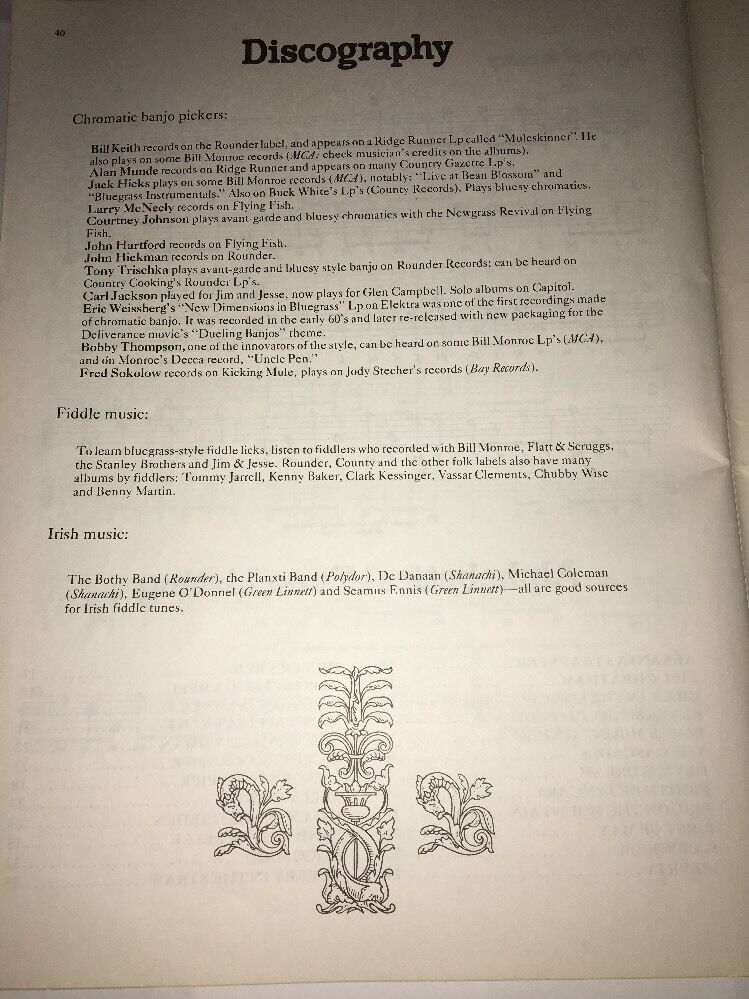 40
Discography
Chromatic banjo pickers:
Bill Keith records on the Rounder label, and appears on a Ridge Runner Lp called "Muleskinner". He
also plays on some Bill Monroe records (MCA: check musician's credits on the albums).
Alan Munde records on Ridge Runner and appears on many Country Gazette Lp's.
Jack Hicks plays on some Bill Monroe records (MCA), notably: "Live at Bean Blossom" and
"Bluegrass Instrumentals." Also on Buck White's Lp's (County Records). Plays bluesy chromatics.
Larry McNeely records on Flying Fish.
Courtney Johnson plays avant-garde and bluesy chromatics with the Newgrass Revival on Flying
Fish.
John Hartford records on Flying Fish.
John Hickman records on Rounder.
Tony Trischka plays avant-garde and bluesy style banjo on Rounder Records; can be heard on
Country Cooking's Rounder Lp's.
Carl Jackson played for Jim and Jesse, now plays for Glen Campbell. Solo albums on Capitol.
Eric Weissberg's "New Dimensions in Bluegrass" Lp on Elektra was one of the first recordings made
of chromatic banjo. It was recorded in the early 60's and later re-released with new packaging for the
Deliverance movie's "Dueling Banjos" theme.
Bobby Thompson, one of the innovators of the style, can be heard on some Bill Monroe Lp's (MCA),
and on Monroe's Decca record, "Uncle Pen."
Fred Sokolow records on Kicking Mule, plays on Jody Stecher's records (Bay Records).
Fiddle music:
To learn bluegrass-style fiddle licks, listen to fiddlers who recorded with Bill Monroe, Flatt & Scruggs,
the Stanley Brothers and Jim & Jesse. Rounder, County and the other folk labels also have many
albums by fiddlers: Tommy Jarrell, Kenny Baker, Clark Kessinger, Vassar Clements, Chubby Wise
and Benny Martin.
Irish music:
The Bothy Band (Rounder), the Planxti Band (Polydor), De Danaan (Shanachi), Michael Coleman
(Shanachi), Eugene O'Donnel (Green Linnett) and Seamus Ennis (Green Linnett)—all are good sources
for Irish fiddle tunes.